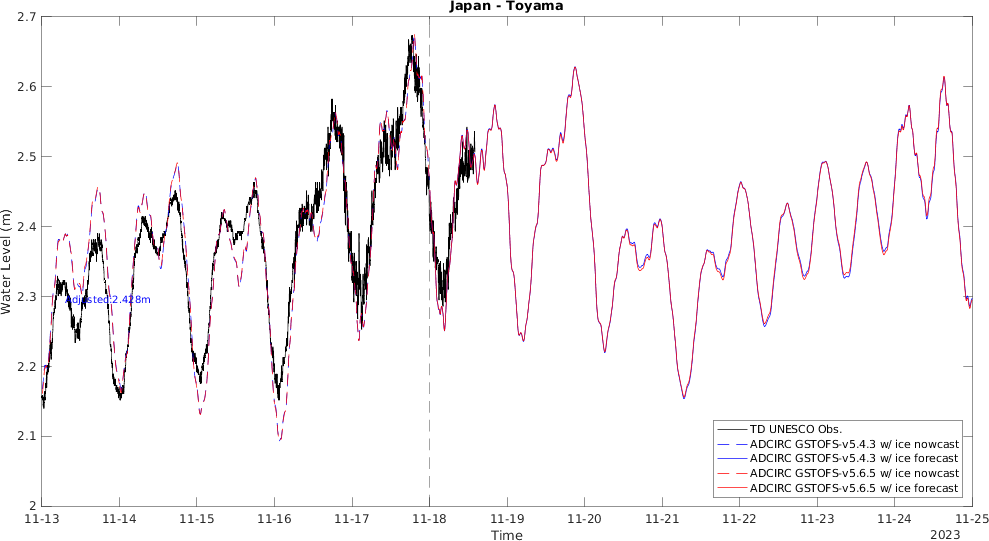 Japan - Toyama
2.7
2.6
2.5
2.4
2.3
2.2
2.1
2
Water Level (m)
Adjusted:2.428m
TD UNESCO Obs.
ADCIRC GSTOFS-v5.4.3 w/ ice nowcast
ADCIRC GSTOFS-v5.4.3 w/ ice forecast
ADCIRC GSTOFS-v5.6.5 w/ ice nowcast
ADCIRC GSTOFS-v5.6.5 w/ ice forecast
11-13 11-14 11-15 11-16 11-17 11-18 11-19 11-20 11-21 11-22 11-23 11-24 11-25
Time 2023